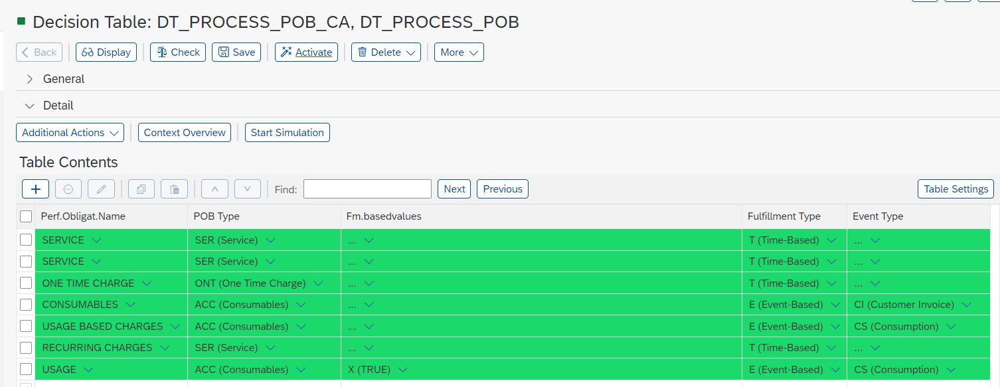 Decision Table: DT_PROCESS_POB_CA, DT_PROCESS_POB
Back Display Check Save Activate Delete More
General
Detail
Additional Actions Context Overview Start Simulation
Table Contents
Find: Next Previous Table Settings
Perf.Obligat.Name POB Type Fm.basedvalues Fulfillment Type Event Type
SERVICE SER (Service) ... T (Time-Based) ...
SERVICE SER (Service) ... T (Time-Based) ...
ONE TIME CHARGE ONT (One Time Charge) ... T (Time-Based) ...
CONSUMABLES ACC (Consumables) ... E (Event-Based) CI (Customer Invoice)
USAGE BASED CHARGES ACC (Consumables) ... E (Event-Based) CS (Consumption)
RECURRING CHARGES SER (Service) ... T (Time-Based) ...
USAGE ACC (Consumables) X (TRUE) E (Event-Based) CS (Consumption)